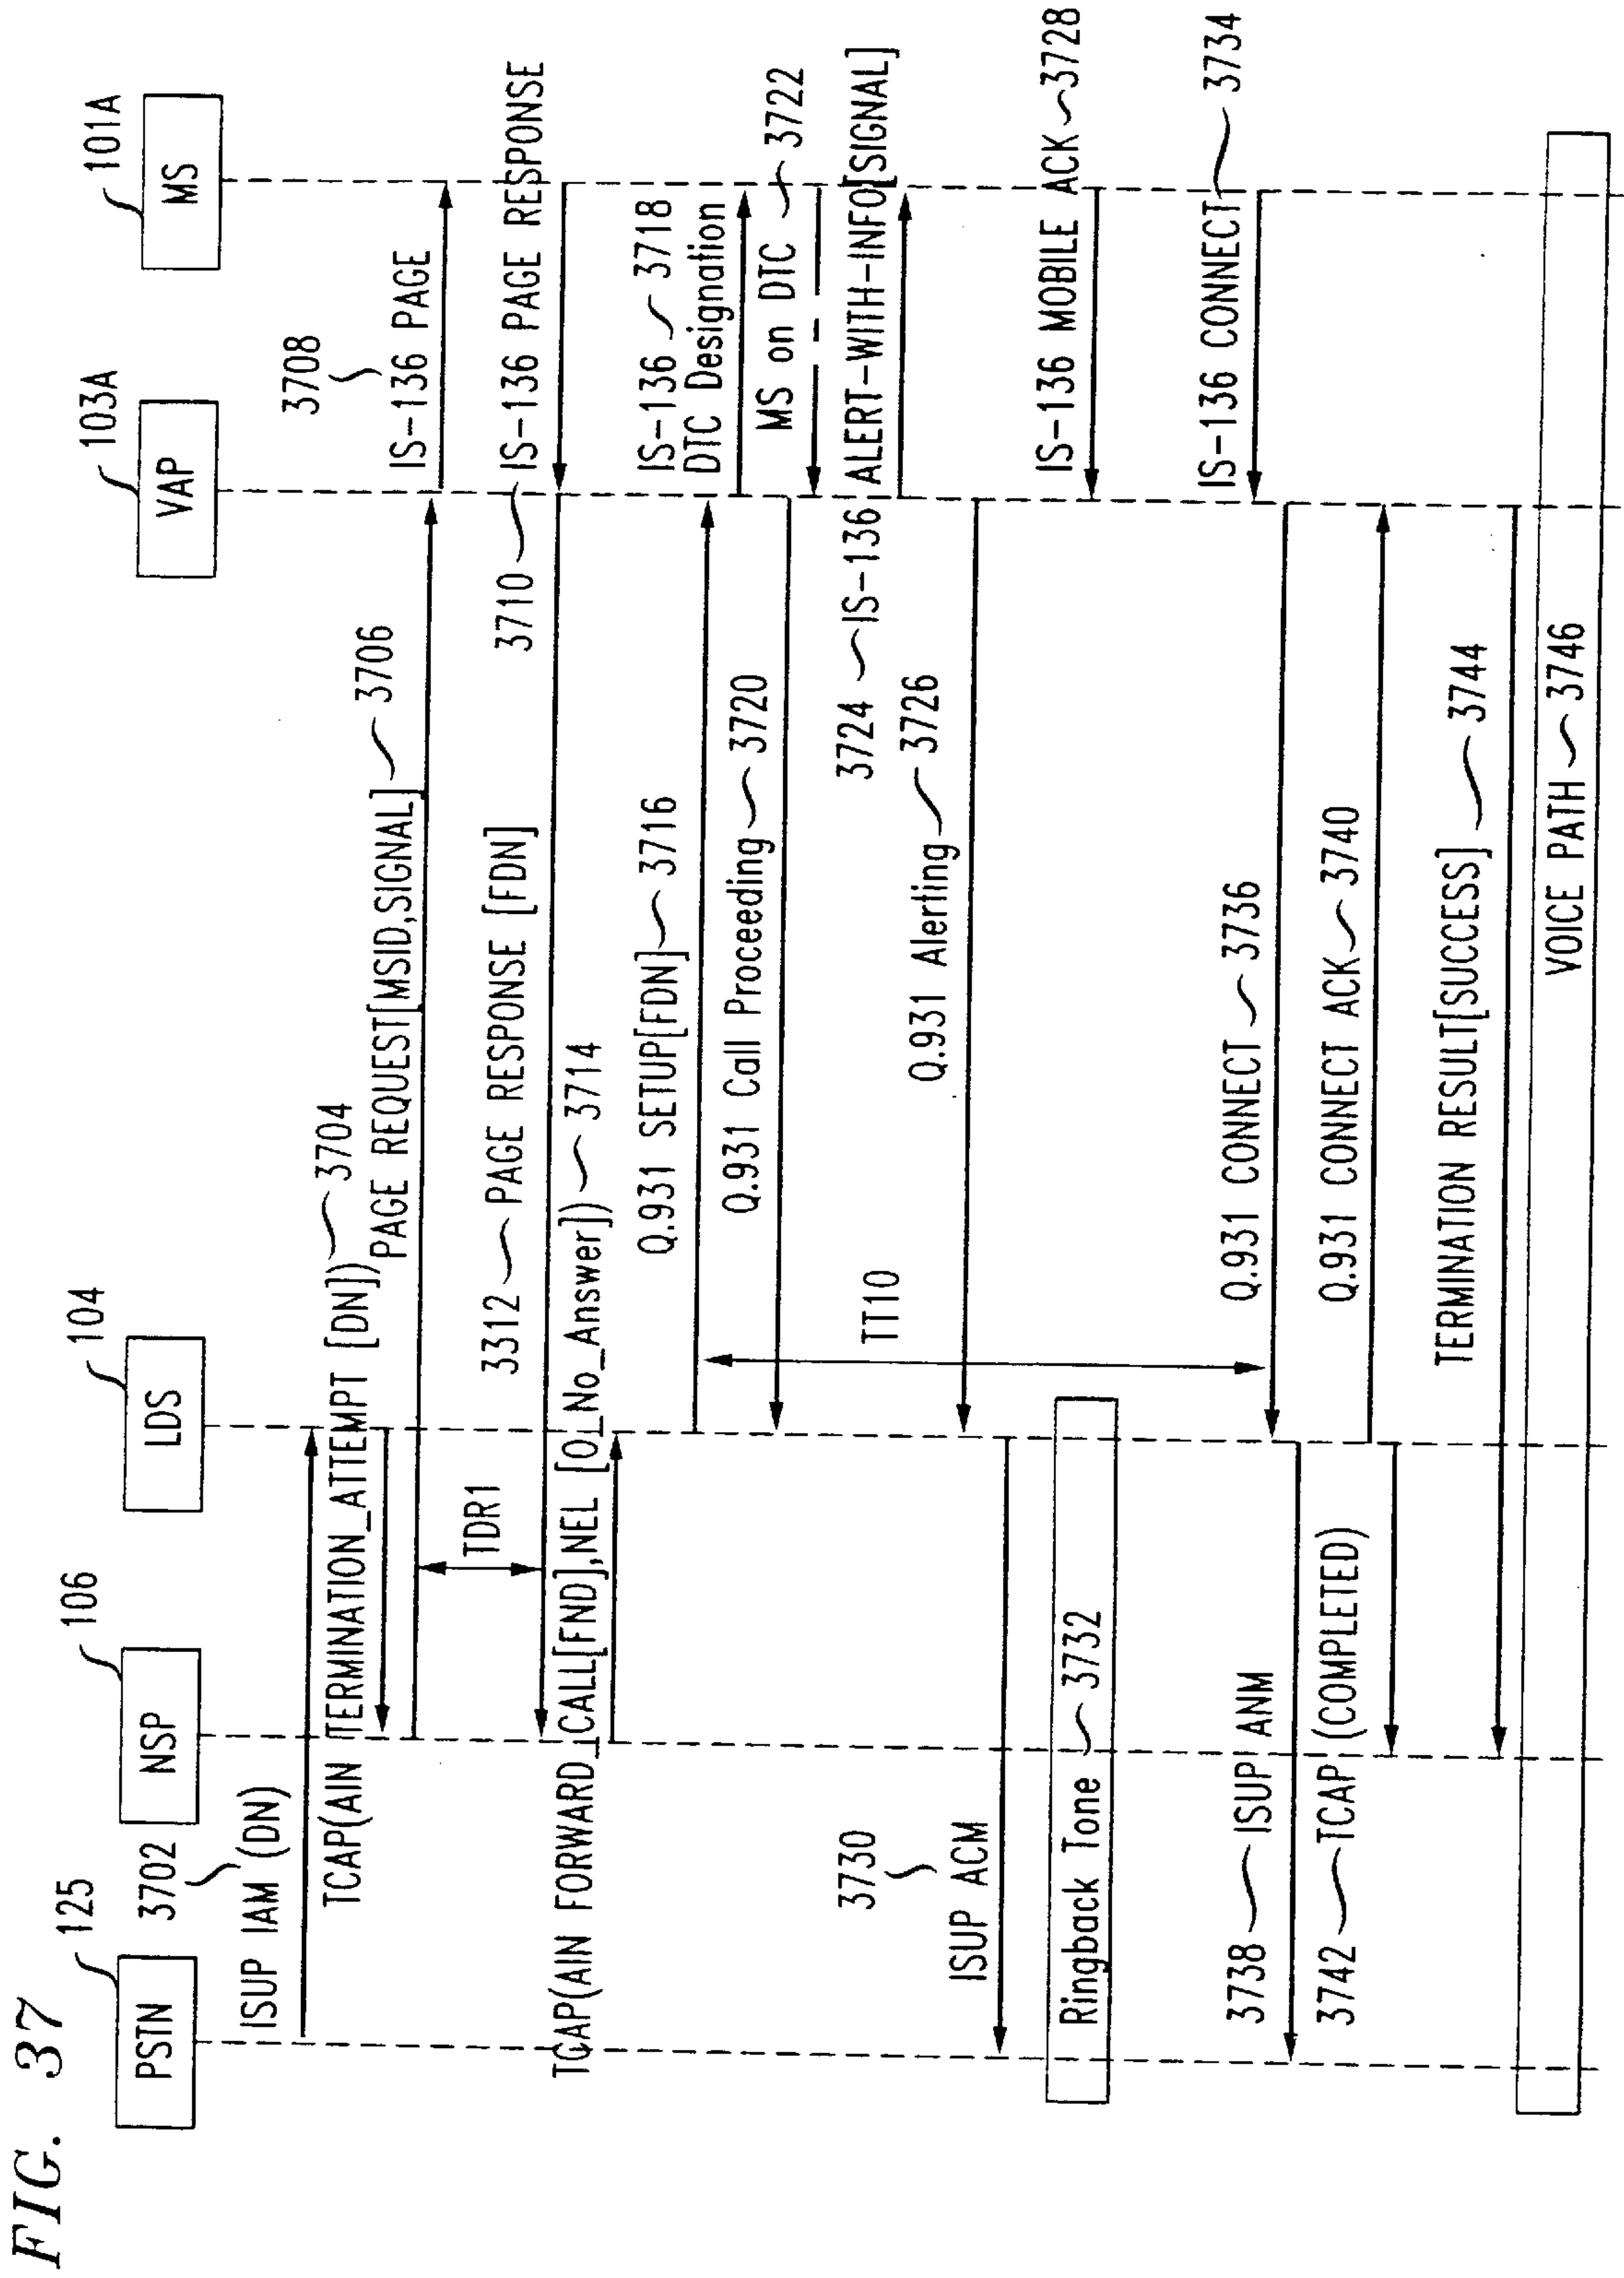 FIG. 37
PSTN
125
NSP
106
LDS
104
VAP
103A
MS
101A
3702
ISUP IAM (DN)
TCAP(AIN TERMINATION_ATTEMPT [DN])
3704
PAGE REQUEST[MSID,SIGNAL]
3706
3708
IS-136 PAGE
TDR1
3312
PAGE RESPONSE [FDN]
3710
IS-136 PAGE RESPONSE
TCAP(AIN FORWARD_CALL[FND],NEL [O_No_Answer])
3714
Q.931 SETUP[FDN]
3716
IS-136
3718
DTC Designation
Q.931 Call Proceeding
3720
MS on DTC
3722
3724
IS-136 ALERT-WITH-INFO[SIGNAL]
TT10
Q.931 Alerting
3726
3730
ISUP ACM
Ringback Tone
3732
IS-136 MOBILE ACK
3728
IS-136 CONNECT
3734
Q.931 CONNECT
3736
3738
ISUP ANM
Q.931 CONNECT ACK
3740
3742
TCAP (COMPLETED)
TERMINATION RESULT[SUCCESS]
3744
VOICE PATH
3746